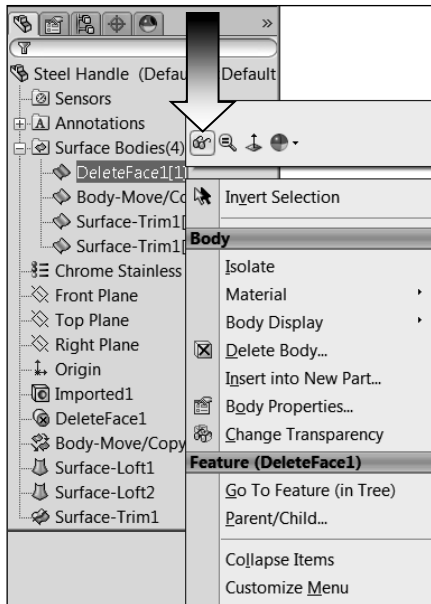 »
Steel Handle (Defau Default
Sensors
Annotations
Surface Bodies(4)
DeleteFace1[1]
Body-Move/Co
Surface-Trim1[
Surface-Trim1[
Chrome Stainless
Front Plane
Top Plane
Right Plane
Origin
Imported1
DeleteFace1
Body-Move/Copy
Surface-Loft1
Surface-Loft2
Surface-Trim1
Invert Selection
Body
Isolate
Material
Body Display
Delete Body...
Insert into New Part...
Body Properties...
Change Transparency
Feature (DeleteFace1)
Go To Feature (in Tree)
Parent/Child...
Collapse Items
Customize Menu